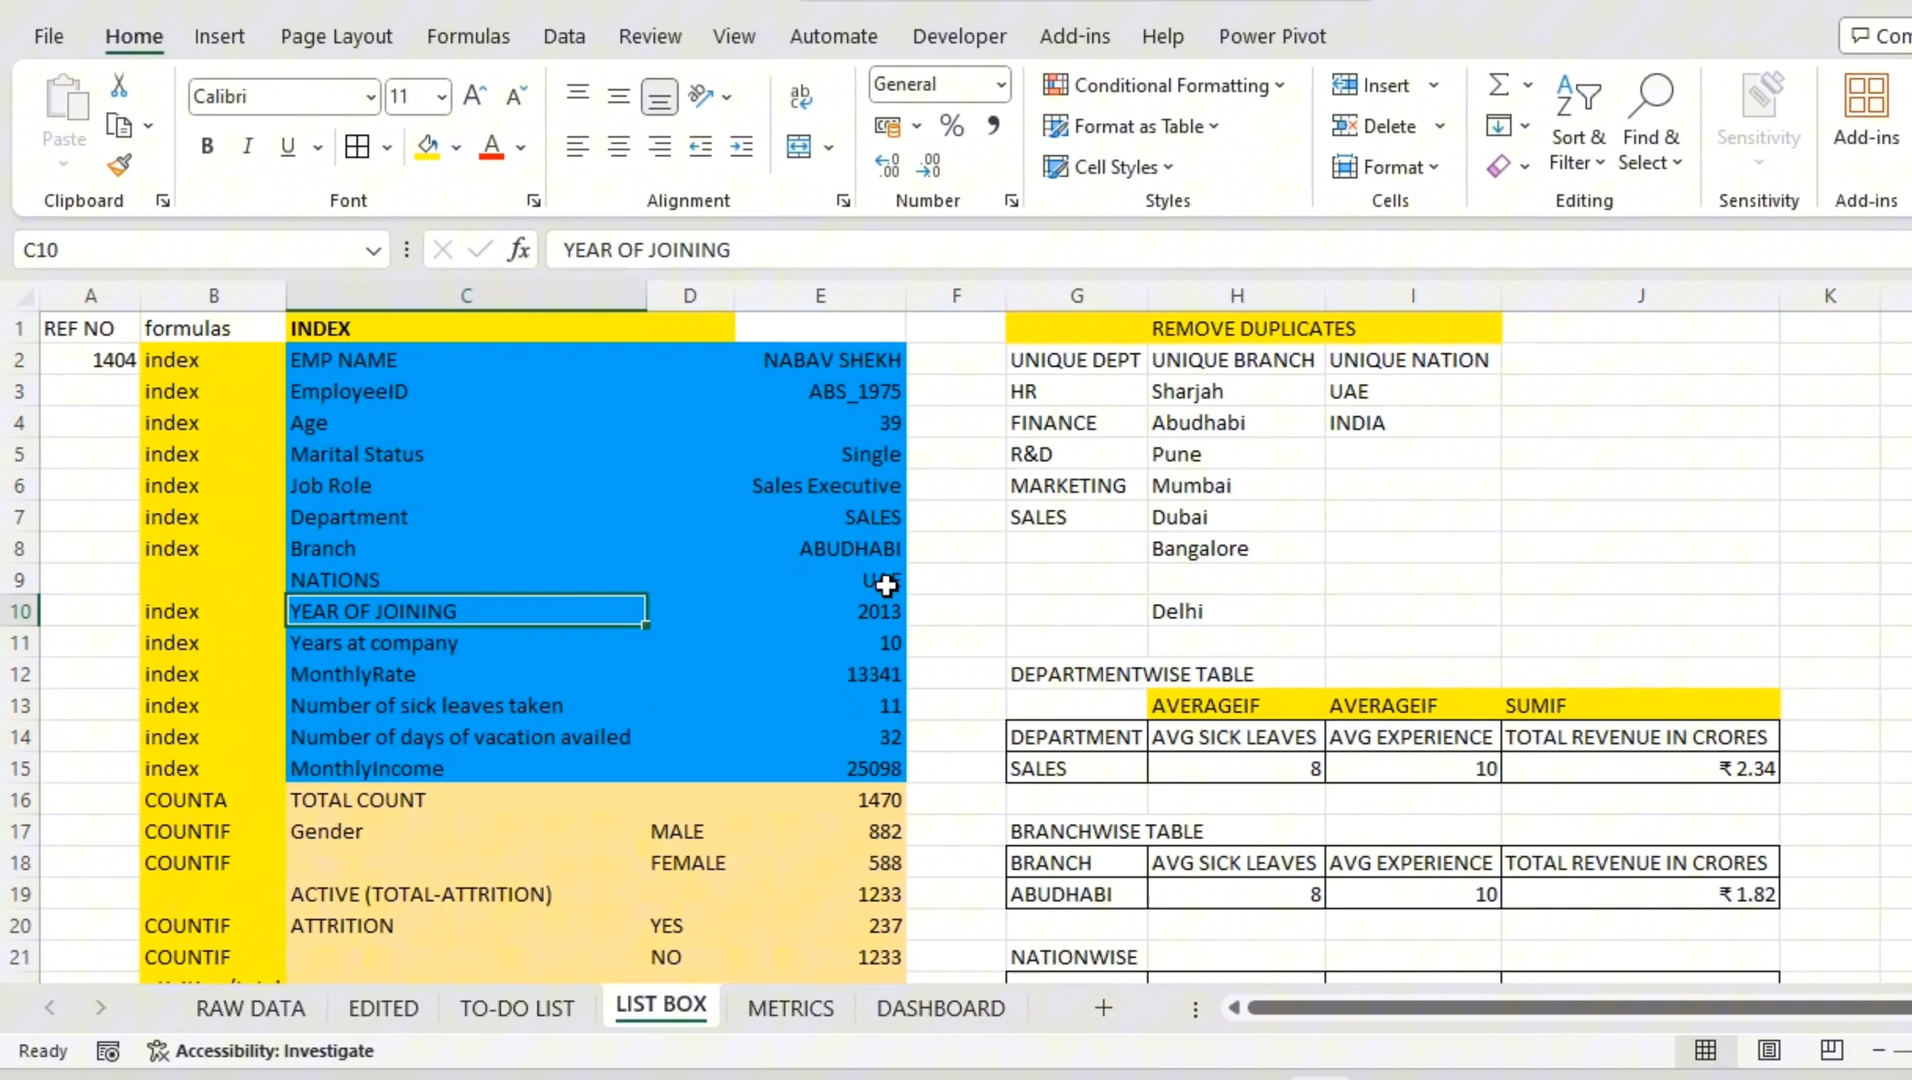 File Home Insert Page Layout Formulas Data Review View Automate Developer Add-ins Help Power Pivot
Calibri 11 General Conditional Formatting Insert
Paste B I U Format as Table Delete Sort & Filter Find & Select Sensitivity Add-ins
Cell Styles Format
Clipboard Font Alignment Number Styles Cells Editing Sensitivity Add-ins
C10 fx YEAR OF JOINING
A B C D E F G H I J K
1 REF NO formulas INDEX REMOVE DUPLICATES
2 1404 index EMP NAME NABAV SHEKH UNIQUE DEPT UNIQUE BRANCH UNIQUE NATION
3 index EmployeeID ABS_1975 HR Sharjah UAE
4 index Age 39 FINANCE Abudhabi INDIA
5 index Marital Status Single R&D Pune
6 index Job Role Sales Executive MARKETING Mumbai
7 index Department SALES SALES Dubai
8 index Branch ABUDHABI Bangalore
9 NATIONS
10 index YEAR OF JOINING 2013 Delhi
11 index Years at company 10
12 index MonthlyRate 13341 DEPARTMENTWISE TABLE
13 index Number of sick leaves taken 11 AVERAGEIF AVERAGEIF SUMIF
14 index Number of days of vacation availed 32 DEPARTMENT AVG SICK LEAVES AVG EXPERIENCE TOTAL REVENUE IN CRORES
15 index MonthlyIncome 25098 SALES 8 10 ₹ 2.34
16 COUNTA TOTAL COUNT 1470
17 COUNTIF Gender MALE 882 BRANCHWISE TABLE
18 COUNTIF FEMALE 588 BRANCH AVG SICK LEAVES AVG EXPERIENCE TOTAL REVENUE IN CRORES
19 ACTIVE (TOTAL-ATTRITION) 1233 ABUDHABI 8 10 ₹ 1.82
20 COUNTIF ATTRITION YES 237
21 COUNTIF NO 1233 NATIONWISE
RAW DATA EDITED TO-DO LIST LIST BOX METRICS DASHBOARD
Ready Accessibility: Investigate